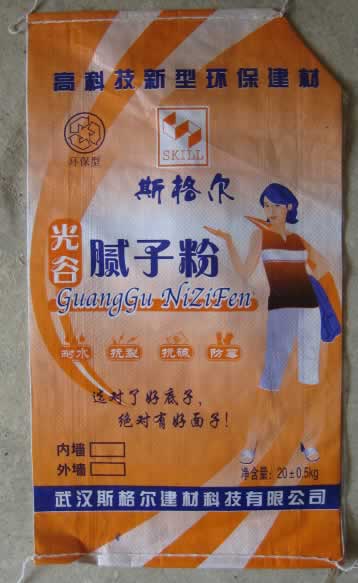 高科技新型环保建材
环保型
SKILL
斯格尔
光谷
腻子粉
GuangGu NiZiFen
耐水 抗裂 抗碱 防霉
选对了好底子，
绝对有好面子！
内墙
外墙
净含量：20±0.5kg
武汉斯格尔建材科技有限公司